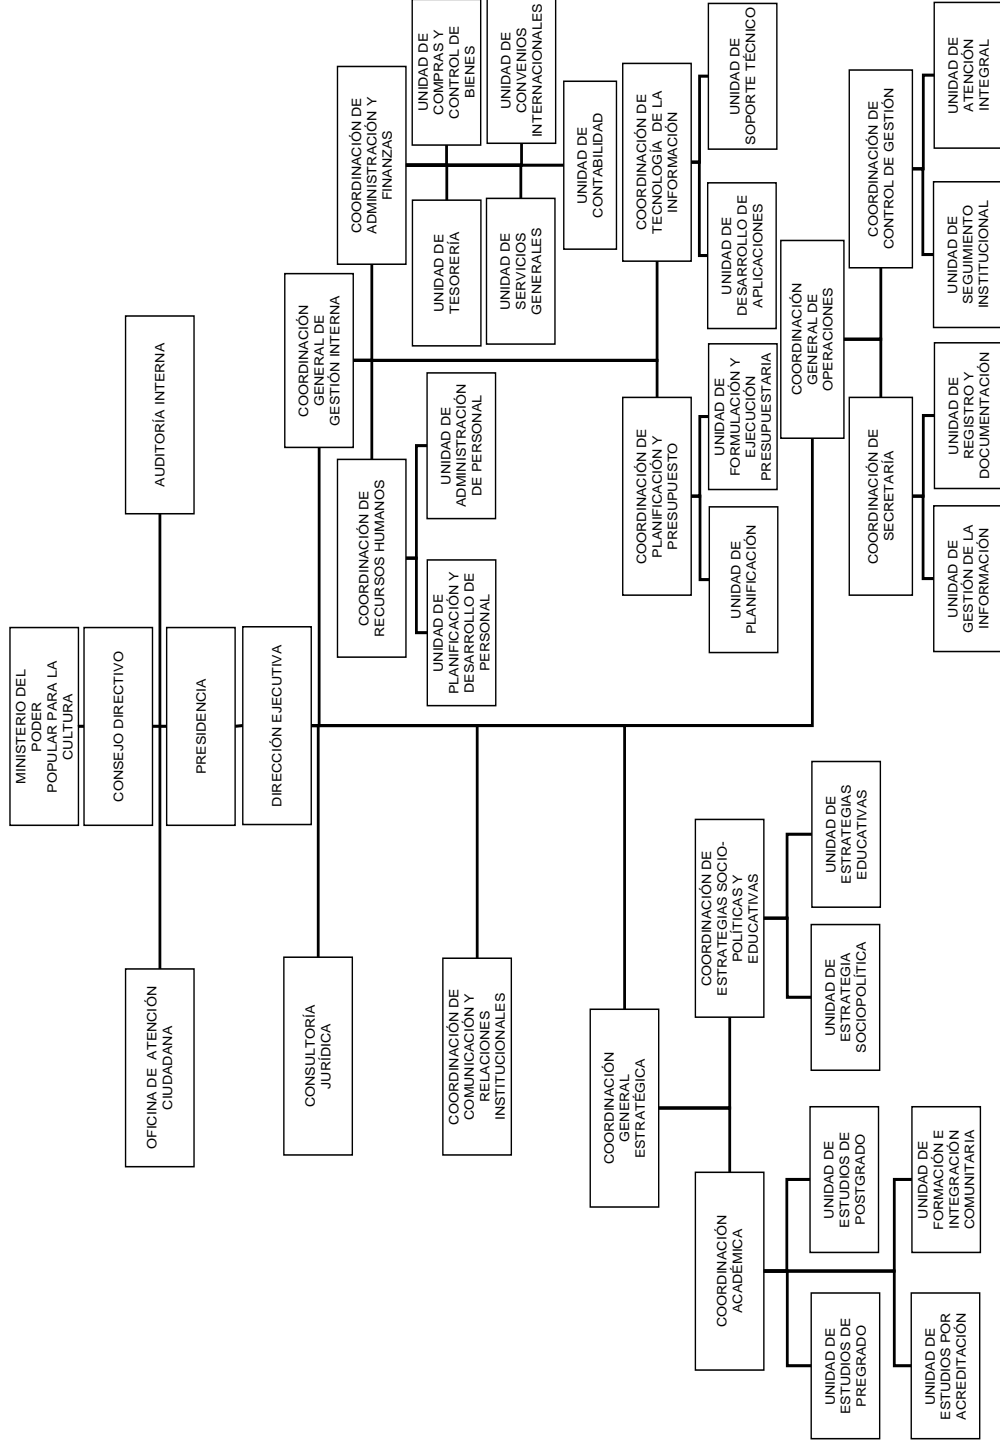 MINISTERIO DEL
PODER
POPULAR PARA LA
CULTURA
CONSEJO DIRECTIVO
OFICINA DE ATENCIÓN
CIUDADANA
AUDITORÍA INTERNA
PRESIDENCIA
DIRECCIÓN EJECUTIVA
CONSULTORÍA
JURÍDICA
COORDINACIÓN
GENERAL DE
GESTIÓN INTERNA
COORDINACIÓN DE
RECURSOS HUMANOS
COORDINACIÓN DE
ADMINISTRACIÓN Y
FINANZAS
UNIDAD DE
PLANIFICACIÓN Y
DESARROLLO DE
PERSONAL
UNIDAD DE
ADMINISTRACIÓN
DE PERSONAL
UNIDAD DE
TESORERÍA
UNIDAD DE
COMPRAS Y
CONTROL DE
BIENES
UNIDAD DE
SERVICIOS
GENERALES
UNIDAD DE
CONVENIOS
INTERNACIONALES
UNIDAD DE
CONTABILIDAD
COORDINACIÓN DE
COMUNICACIÓN Y
RELACIONES
INSTITUCIONALES
COORDINACIÓN
GENERAL
ESTRATÉGICA
COORDINACIÓN DE
PLANIFICACIÓN Y
PRESUPUESTO
COORDINACIÓN DE
TECNOLOGÍA DE LA
INFORMACIÓN
COORDINACIÓN
ACADÉMICA
COORDINACIÓN DE
ESTRATEGIAS SOCIO-
POLÍTICAS Y
EDUCATIVAS
UNIDAD DE
PLANIFICACIÓN
UNIDAD DE
FORMULACIÓN Y
EJECUCIÓN
PRESUPUESTARIA
UNIDAD DE
DESARROLLO DE
APLICACIONES
UNIDAD DE
SOPORTE TÉCNICO
UNIDAD DE
ESTUDIOS DE
PREGRADO
UNIDAD DE
ESTUDIOS DE
POSTGRADO
UNIDAD DE
ESTRATEGIA
SOCIOPOLÍTICA
UNIDAD DE
ESTRATEGIAS
EDUCATIVAS
COORDINACIÓN
GENERAL DE
OPERACIONES
COORDINACIÓN DE
SECRETARÍA
COORDINACIÓN DE
CONTROL DE GESTIÓN
UNIDAD DE
ESTUDIOS POR
ACREDITACIÓN
UNIDAD DE
FORMACIÓN E
INTEGRACIÓN
COMUNITARIA
UNIDAD DE
GESTIÓN DE LA
INFORMACIÓN
UNIDAD DE
REGISTRO Y
DOCUMENTACIÓN
UNIDAD DE
SEGUIMIENTO
INSTITUCIONAL
UNIDAD DE
ATENCIÓN
INTEGRAL